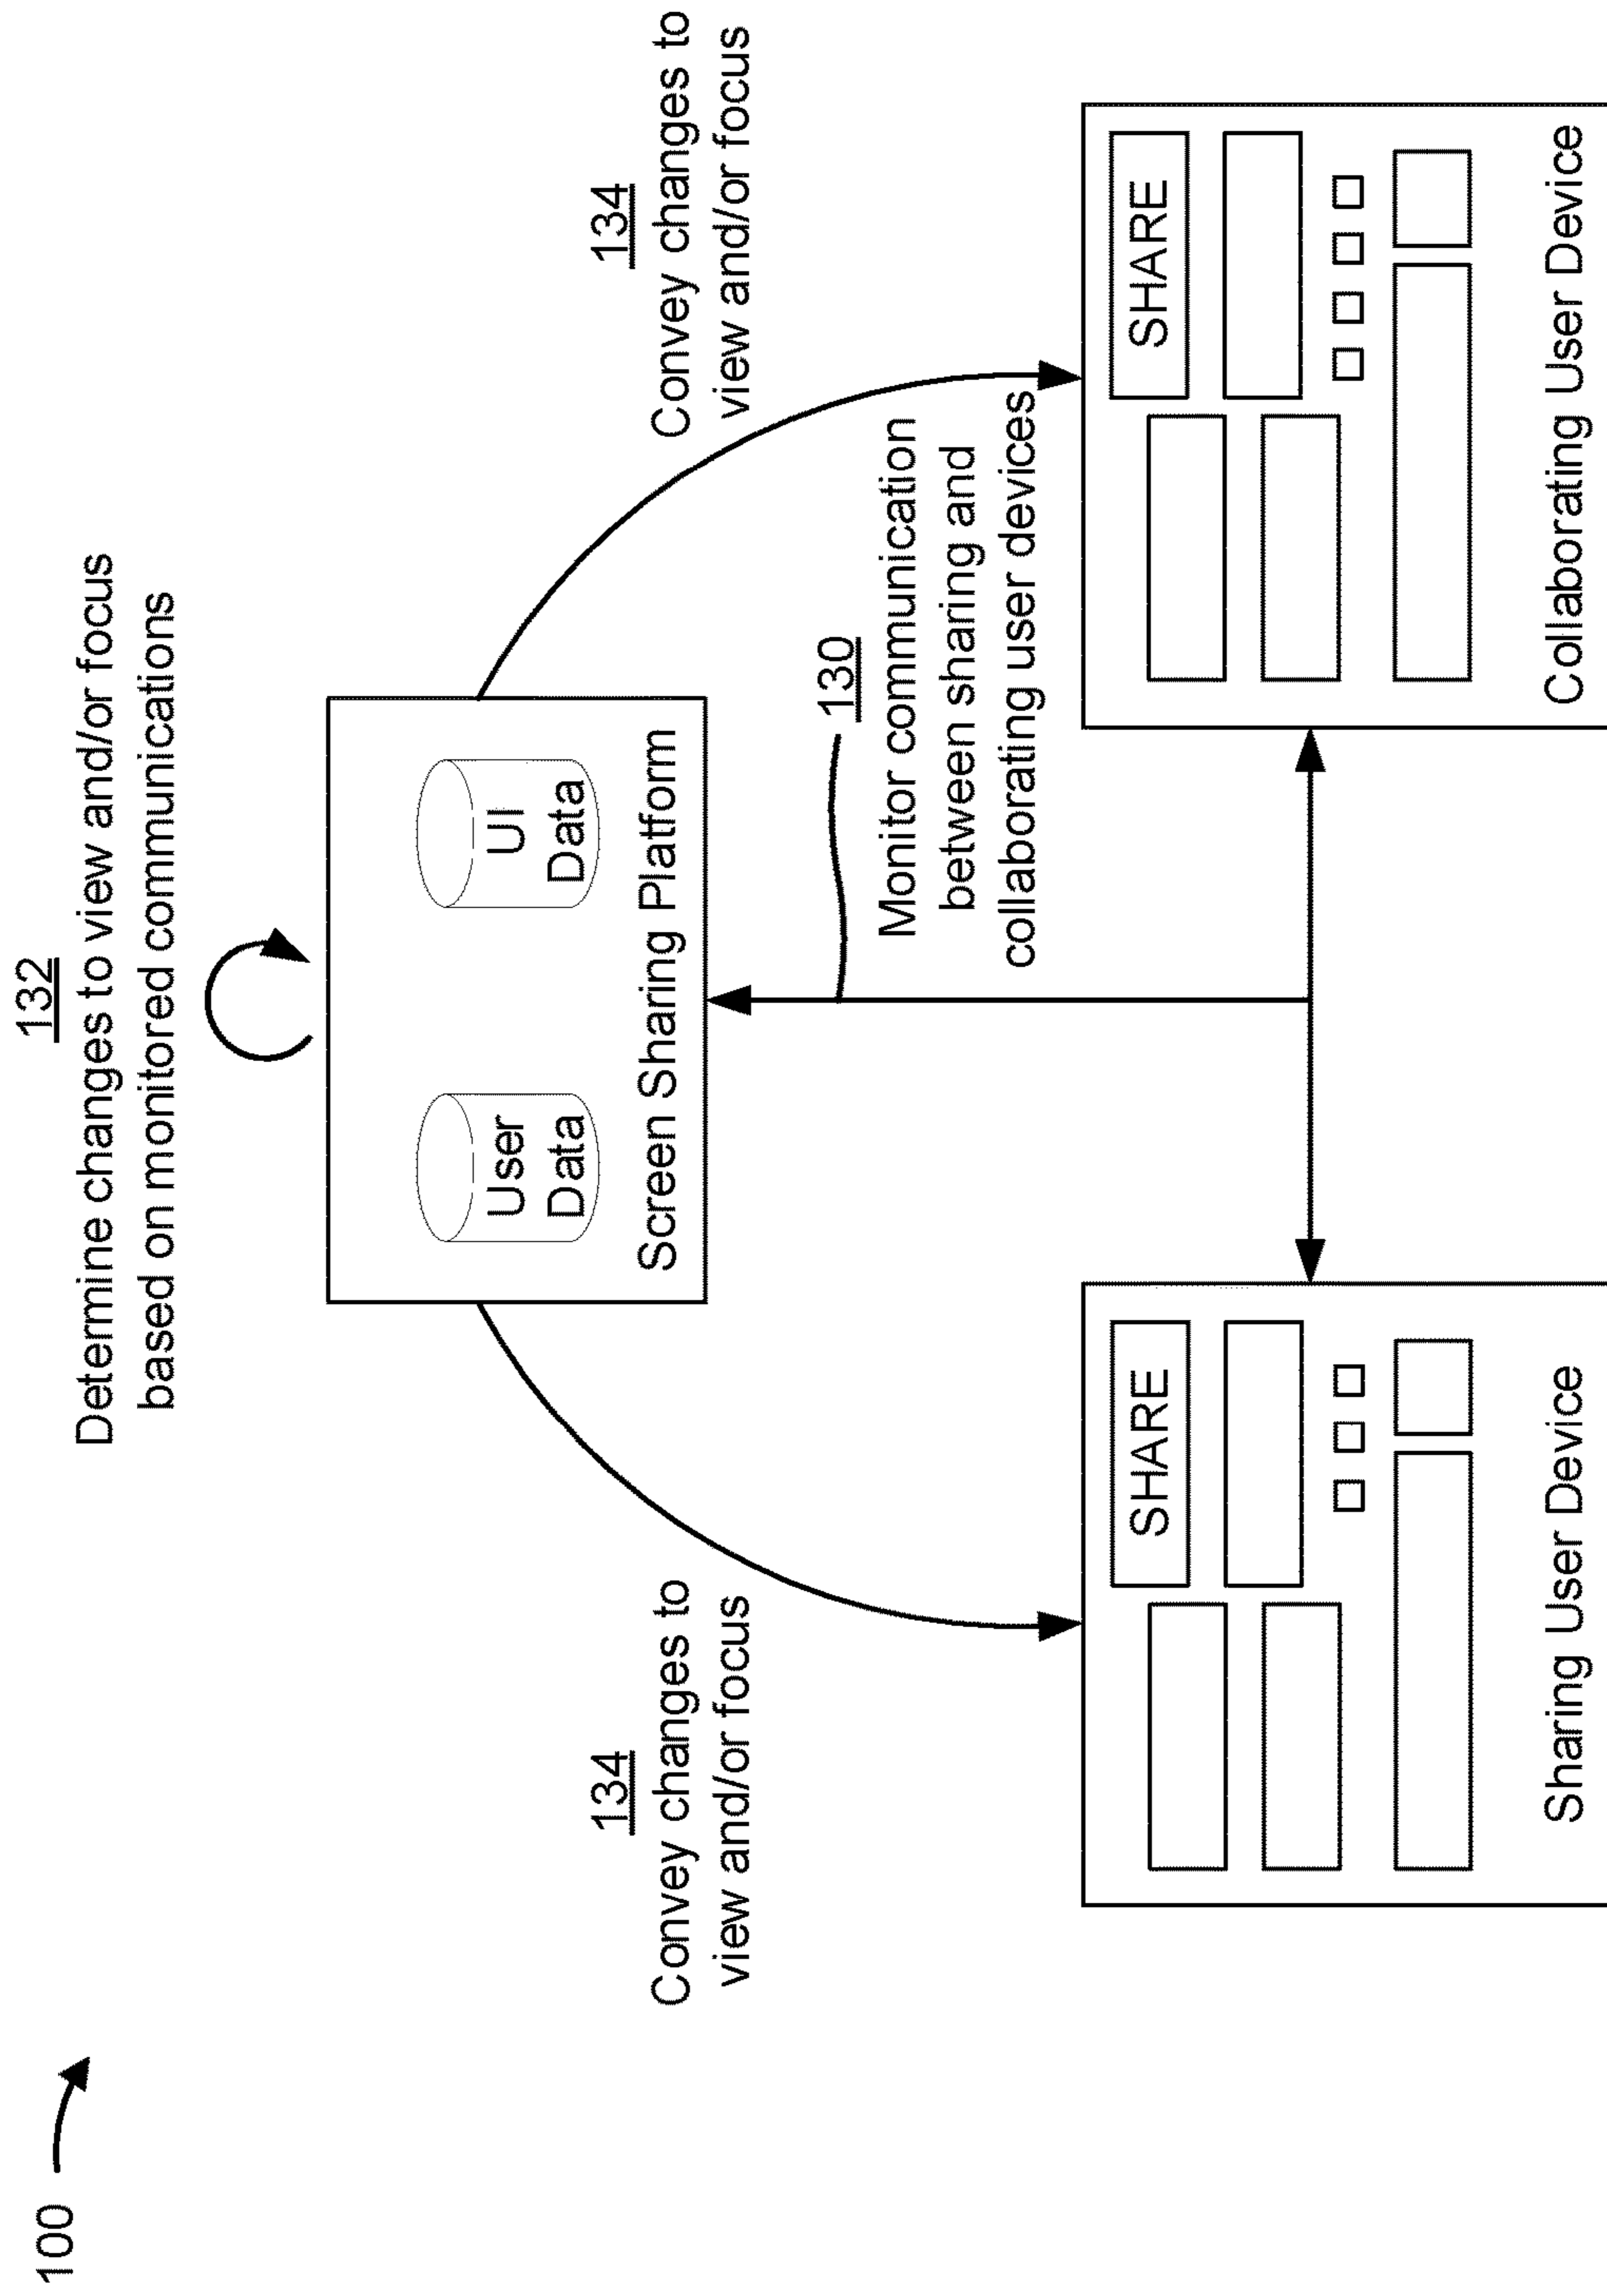 100
132
Determine changes to view and/or focus
based on monitored communications
User
Data
UI
Data
Screen Sharing Platform
134
Convey changes to
view and/or focus
134
Convey changes to
view and/or focus
130
Monitor communication
between sharing and
collaborating user devices
SHARE
Sharing User Device
SHARE
Collaborating User Device